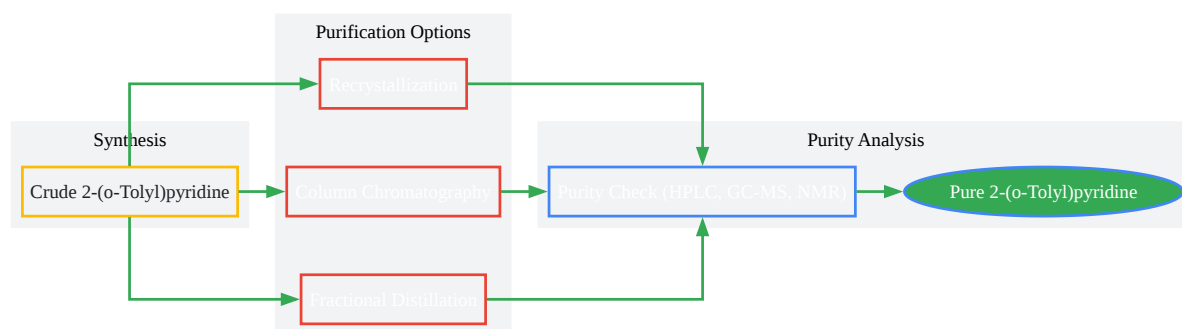 Purification Options
Recrystallization
Synthesis
Purity Analysis
Crude 2-(o-Tolyl)pyridine
Column Chromatography
Purity Check (HPLC, GC-MS, NMR)
Pure 2-(o-Tolyl)pyridine
Fractional Distillation